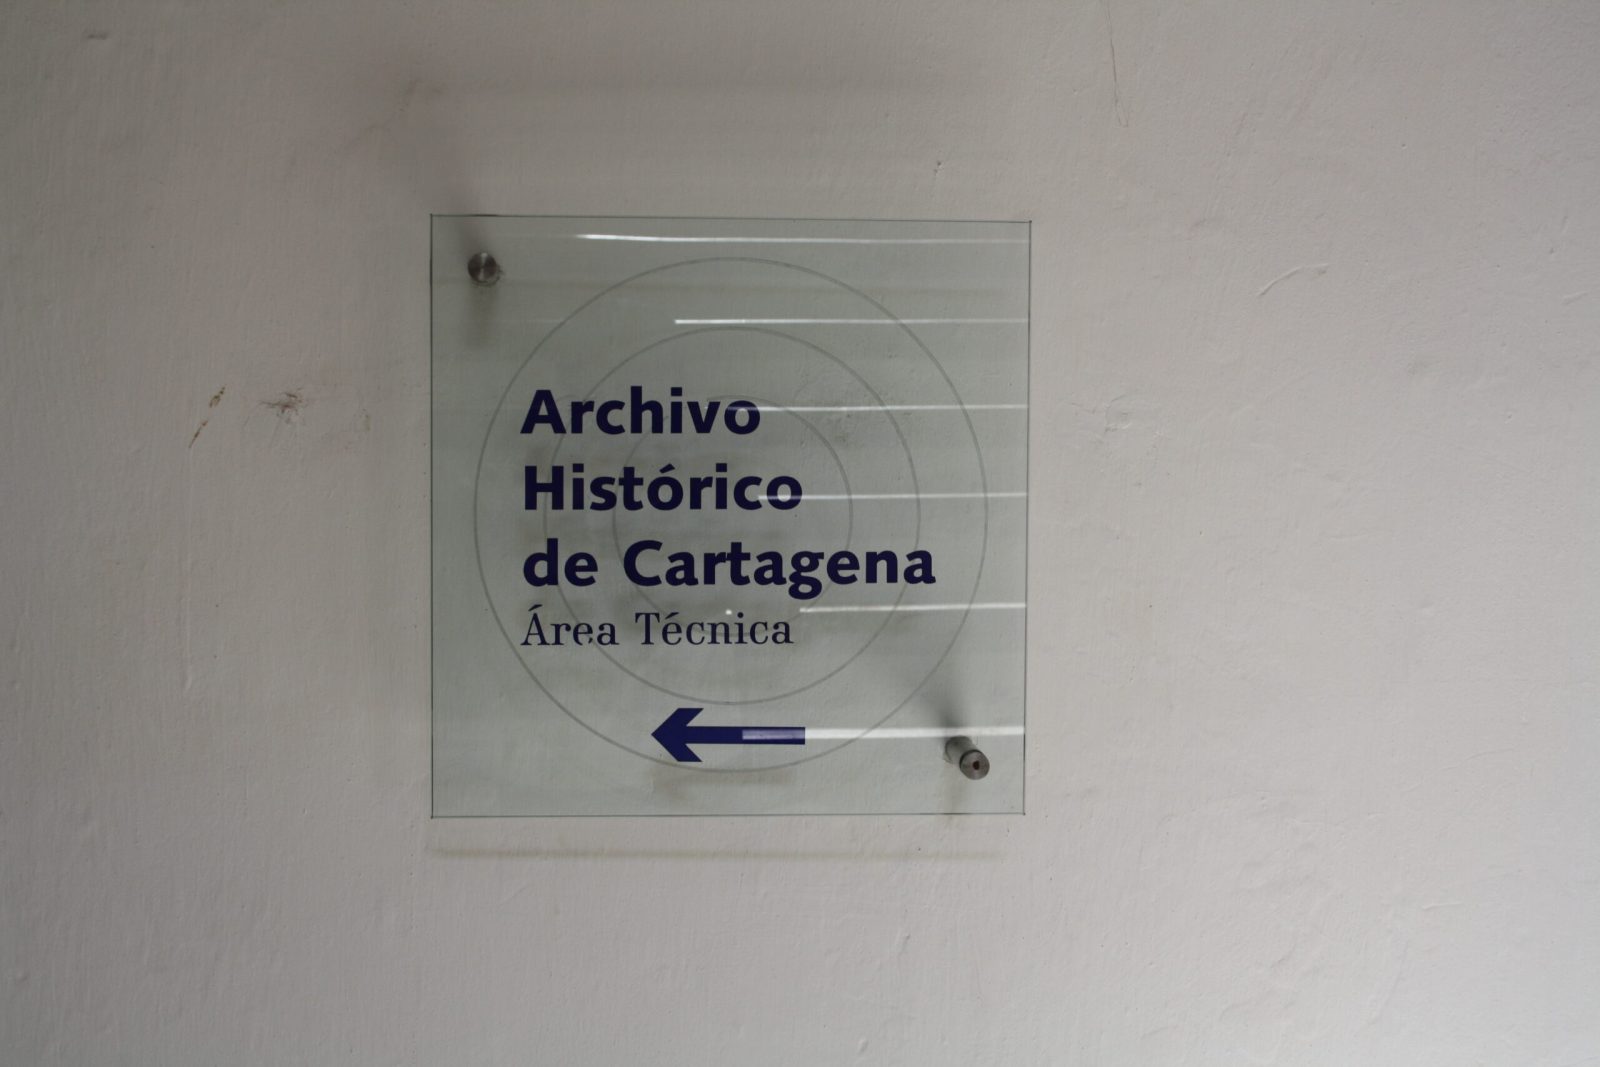 Archivo
Histórico
de Cartagena
Área Técnica